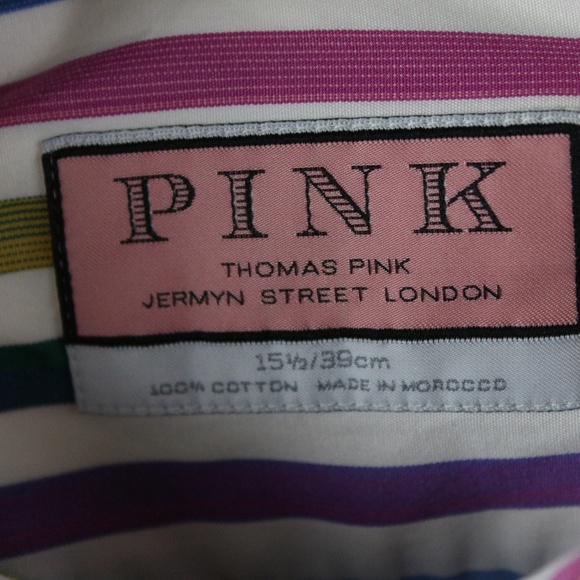 PINK
THOMAS PINK
JERMYN STREET LONDON
15½/39cm
100% COTTON MADE IN MOROCCO